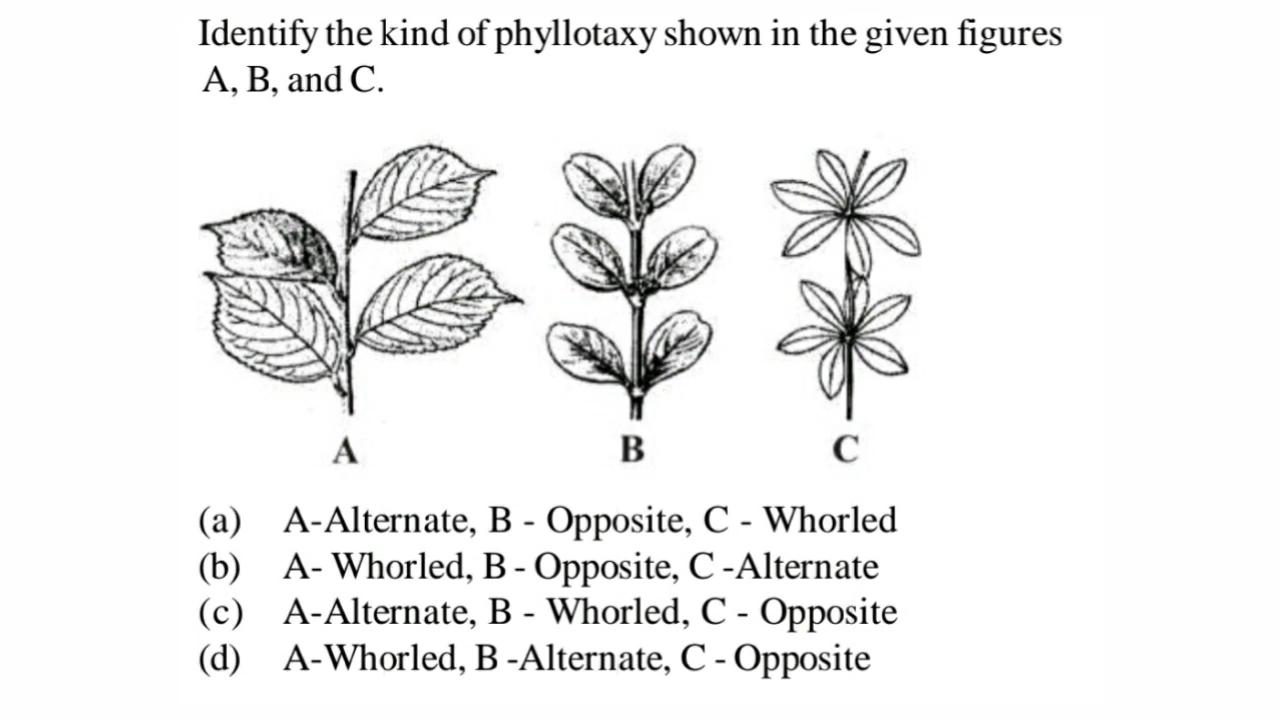 Identify the kind of phyllotaxy shown in the given figures
A, B, and C.
A B C
(a) A-Alternate, B - Opposite, C - Whorled
(b) A- Whorled, B - Opposite, C -Alternate
(c) A-Alternate, B - Whorled, C - Opposite
(d) A-Whorled, B -Alternate, C - Opposite